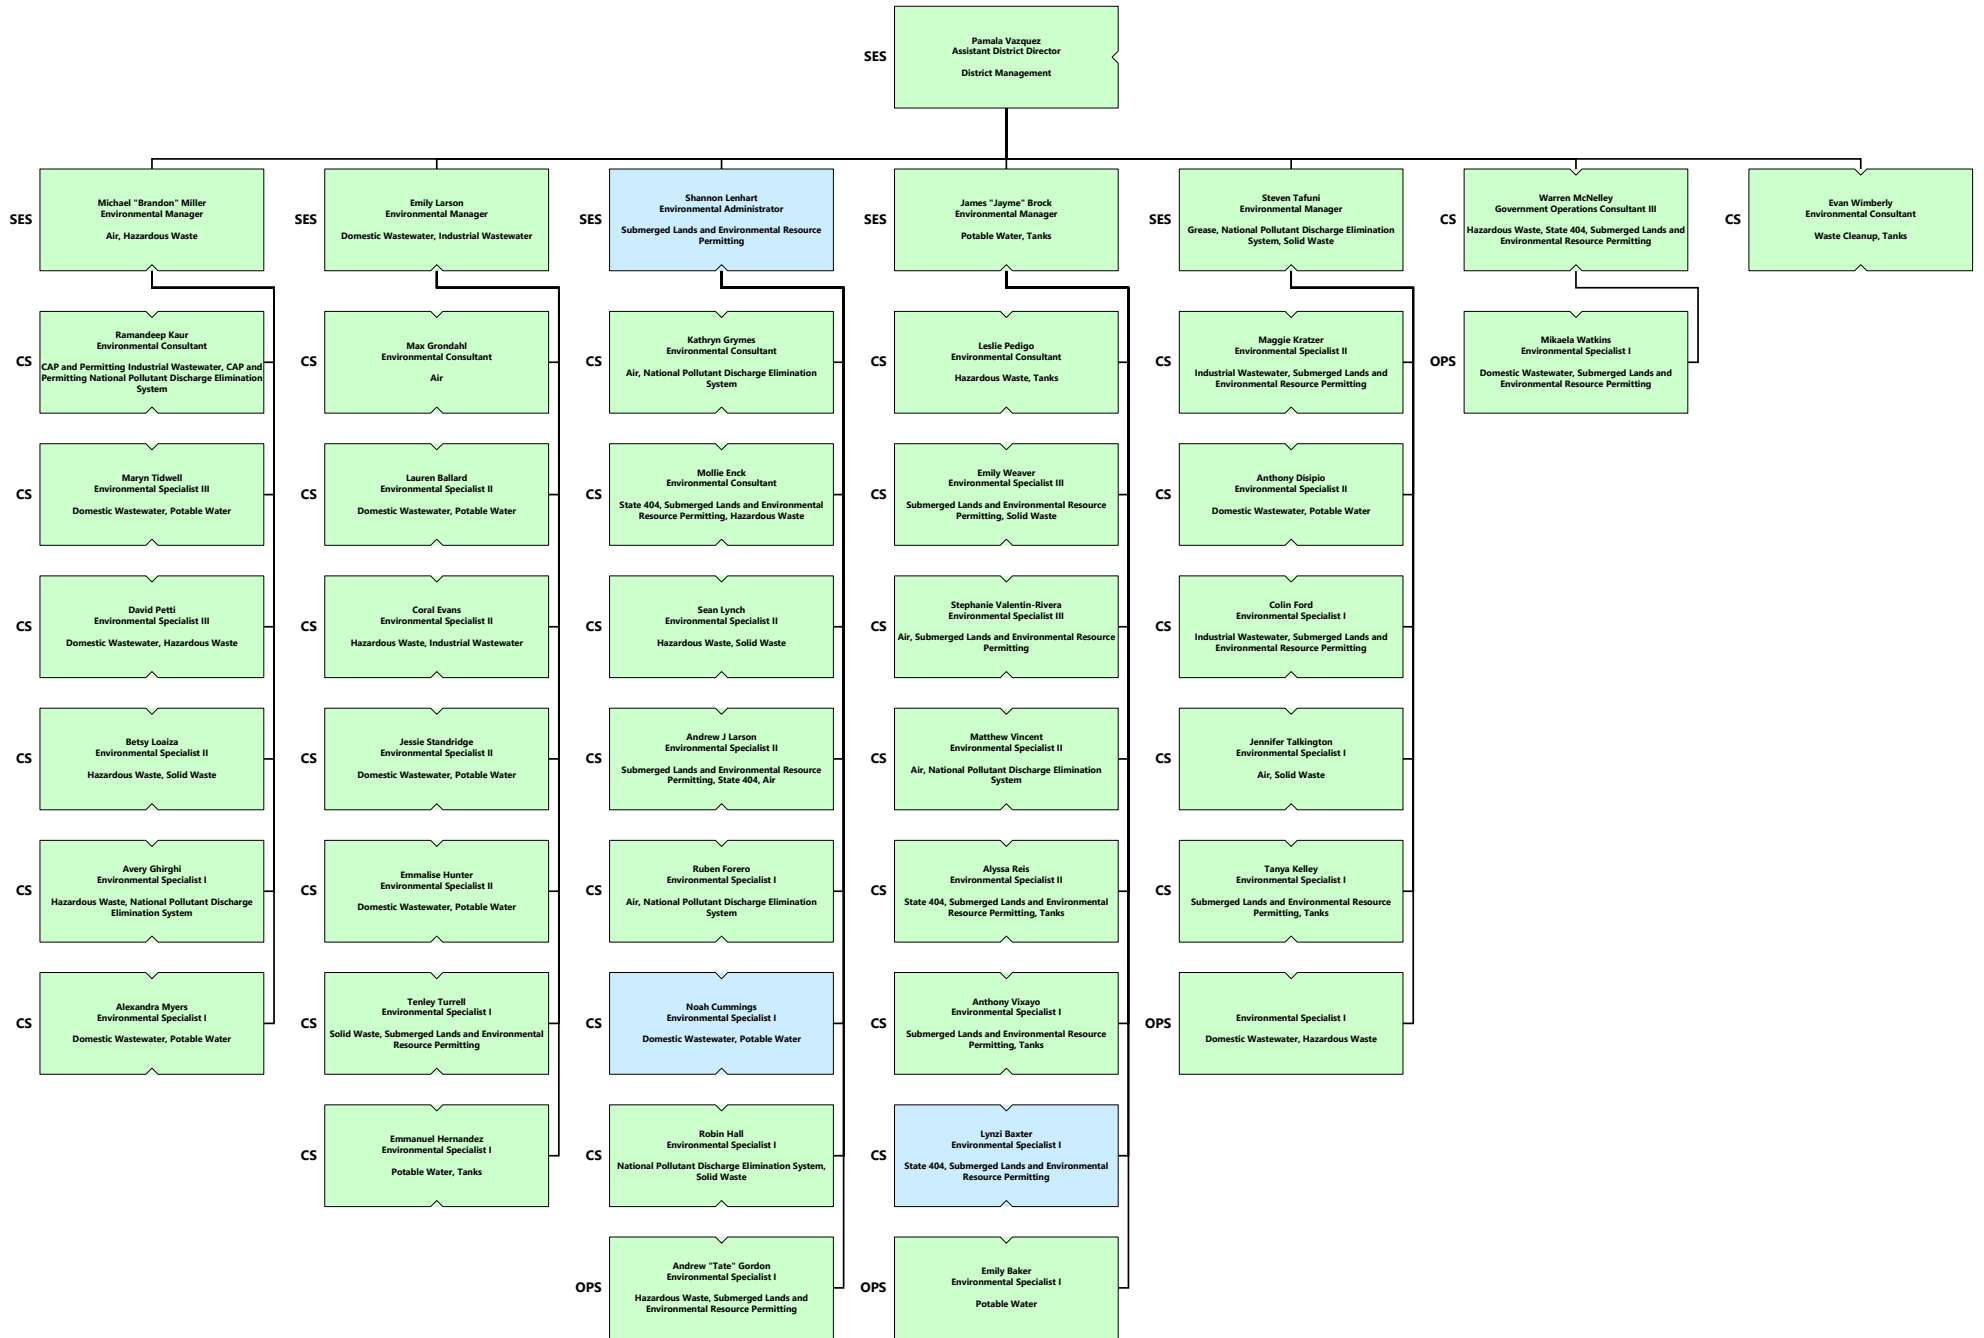 SES
Pamala Vazquez
Assistant District Director
District Management
SES
Michael "Brandon" Miller
Environmental Manager
Air, Hazardous Waste
SES
Emily Larson
Environmental Manager
Domestic Wastewater, Industrial Wastewater
SES
Shannon Lenhart
Environmental Administrator
Submerged Lands and Environmental Resource
Permitting
SES
James "Jayme" Brock
Environmental Manager
Potable Water, Tanks
SES
Steven Tafuni
Environmental Manager
Grease, National Pollutant Discharge Elimination
System, Solid Waste
CS
Warren McNelley
Government Operations Consultant III
Hazardous Waste, State 404, Submerged Lands and
Environmental Resource Permitting
CS
Evan Wimberly
Environmental Consultant
Waste Cleanup, Tanks
CS
Ramandeep Kaur
Environmental Consultant
CAP and Permitting Industrial Wastewater, CAP and
Permitting National Pollutant Discharge Elimination
System
CS
Max Grondahl
Environmental Consultant
Air
CS
Kathryn Grymes
Environmental Consultant
Air, National Pollutant Discharge Elimination
System
CS
Leslie Pedigo
Environmental Consultant
Hazardous Waste, Tanks
CS
Maggie Kratzer
Environmental Specialist II
Industrial Wastewater, Submerged Lands and
Environmental Resource Permitting
OPS
Mikaela Watkins
Environmental Specialist I
Domestic Wastewater, Submerged Lands and
Environmental Resource Permitting
CS
Maryn Tidwell
Environmental Specialist III
Domestic Wastewater, Potable Water
CS
Lauren Ballard
Environmental Specialist II
Domestic Wastewater, Potable Water
CS
Mollie Enck
Environmental Consultant
State 404, Submerged Lands and Environmental
Resource Permitting, Hazardous Waste
CS
Emily Weaver
Environmental Specialist III
Submerged Lands and Environmental Resource
Permitting, Solid Waste
CS
Anthony Disipio
Environmental Specialist II
Domestic Wastewater, Potable Water
CS
David Petti
Environmental Specialist III
Domestic Wastewater, Hazardous Waste
CS
Coral Evans
Environmental Specialist II
Hazardous Waste, Industrial Wastewater
CS
Sean Lynch
Environmental Specialist II
Hazardous Waste, Solid Waste
CS
Stephanie Valentin-Rivera
Environmental Specialist III
Air, Submerged Lands and Environmental Resource
Permitting
CS
Colin Ford
Environmental Specialist I
Industrial Wastewater, Submerged Lands and
Environmental Resource Permitting
CS
Betsy Loaiza
Environmental Specialist II
Hazardous Waste, Solid Waste
CS
Jessie Standridge
Environmental Specialist II
Domestic Wastewater, Potable Water
CS
Andrew J Larson
Environmental Specialist II
Submerged Lands and Environmental Resource
Permitting, State 404, Air
CS
Matthew Vincent
Environmental Specialist II
Air, National Pollutant Discharge Elimination
System
CS
Jennifer Talkington
Environmental Specialist I
Air, Solid Waste
CS
Avery Ghirghi
Environmental Specialist I
Hazardous Waste, National Pollutant Discharge
Elimination System
CS
Emmalise Hunter
Environmental Specialist II
Domestic Wastewater, Potable Water
CS
Ruben Forero
Environmental Specialist I
Air, National Pollutant Discharge Elimination
System
CS
Alyssa Reis
Environmental Specialist II
State 404, Submerged Lands and Environmental
Resource Permitting, Tanks
CS
Tanya Kelley
Environmental Specialist I
Submerged Lands and Environmental Resource
Permitting, Tanks
CS
Alexandra Myers
Environmental Specialist I
Domestic Wastewater, Potable Water
CS
Tenley Turrell
Environmental Specialist I
Solid Waste, Submerged Lands and Environmental
Resource Permitting
CS
Noah Cummings
Environmental Specialist I
Domestic Wastewater, Potable Water
CS
Anthony Vixayo
Environmental Specialist I
Submerged Lands and Environmental Resource
Permitting, Tanks
OPS
Environmental Specialist I
Domestic Wastewater, Hazardous Waste
CS
Emmanuel Hernandez
Environmental Specialist I
Potable Water, Tanks
CS
Robin Hall
Environmental Specialist I
National Pollutant Discharge Elimination System,
Solid Waste
CS
Lynzi Baxter
Environmental Specialist I
State 404, Submerged Lands and Environmental
Resource Permitting
OPS
Andrew "Tate" Gordon
Environmental Specialist I
Hazardous Waste, Submerged Lands and
Environmental Resource Permitting
OPS
Emily Baker
Environmental Specialist I
Potable Water